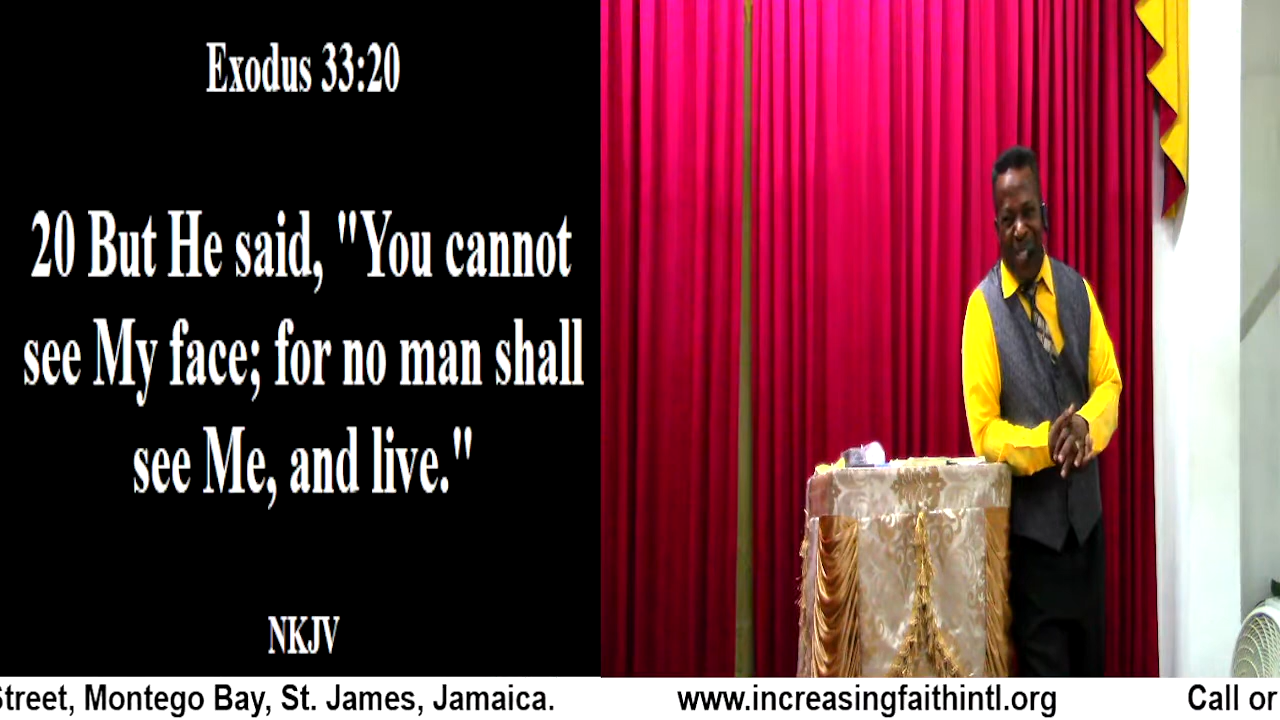 Exodus 33:20
20 But He said, "You cannot
see My face; for no man shall
see Me, and live."
NKJV
Street, Montego Bay, St. James, Jamaica. www.increasingfaithintl.org Call or